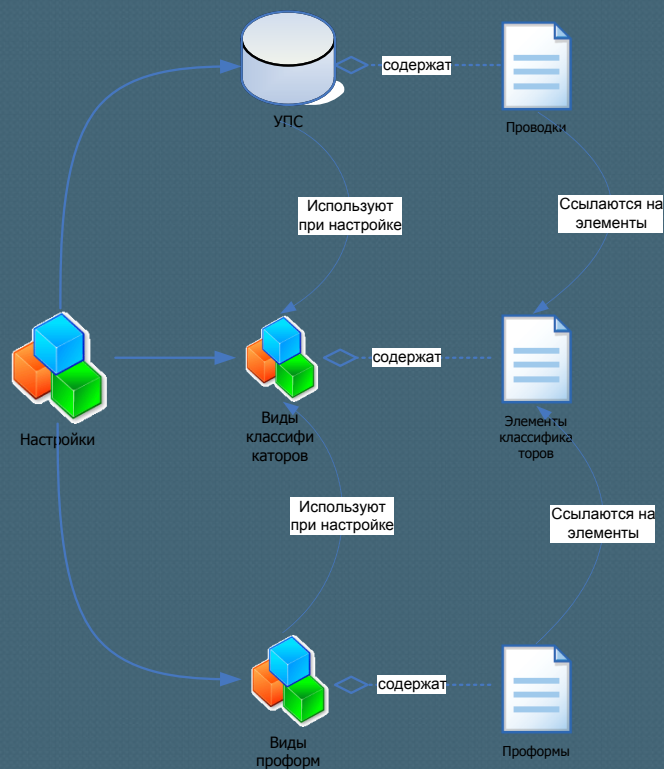 содержат
УПС
Проводки
Используют
при настройке
Ссылаются на
элементы
содержат
Настройки
Виды
классифи
каторов
Элементы
классифика
торов
Используют
при настройке
Ссылаются на
элементы
содержат
Виды
проформ
Проформы